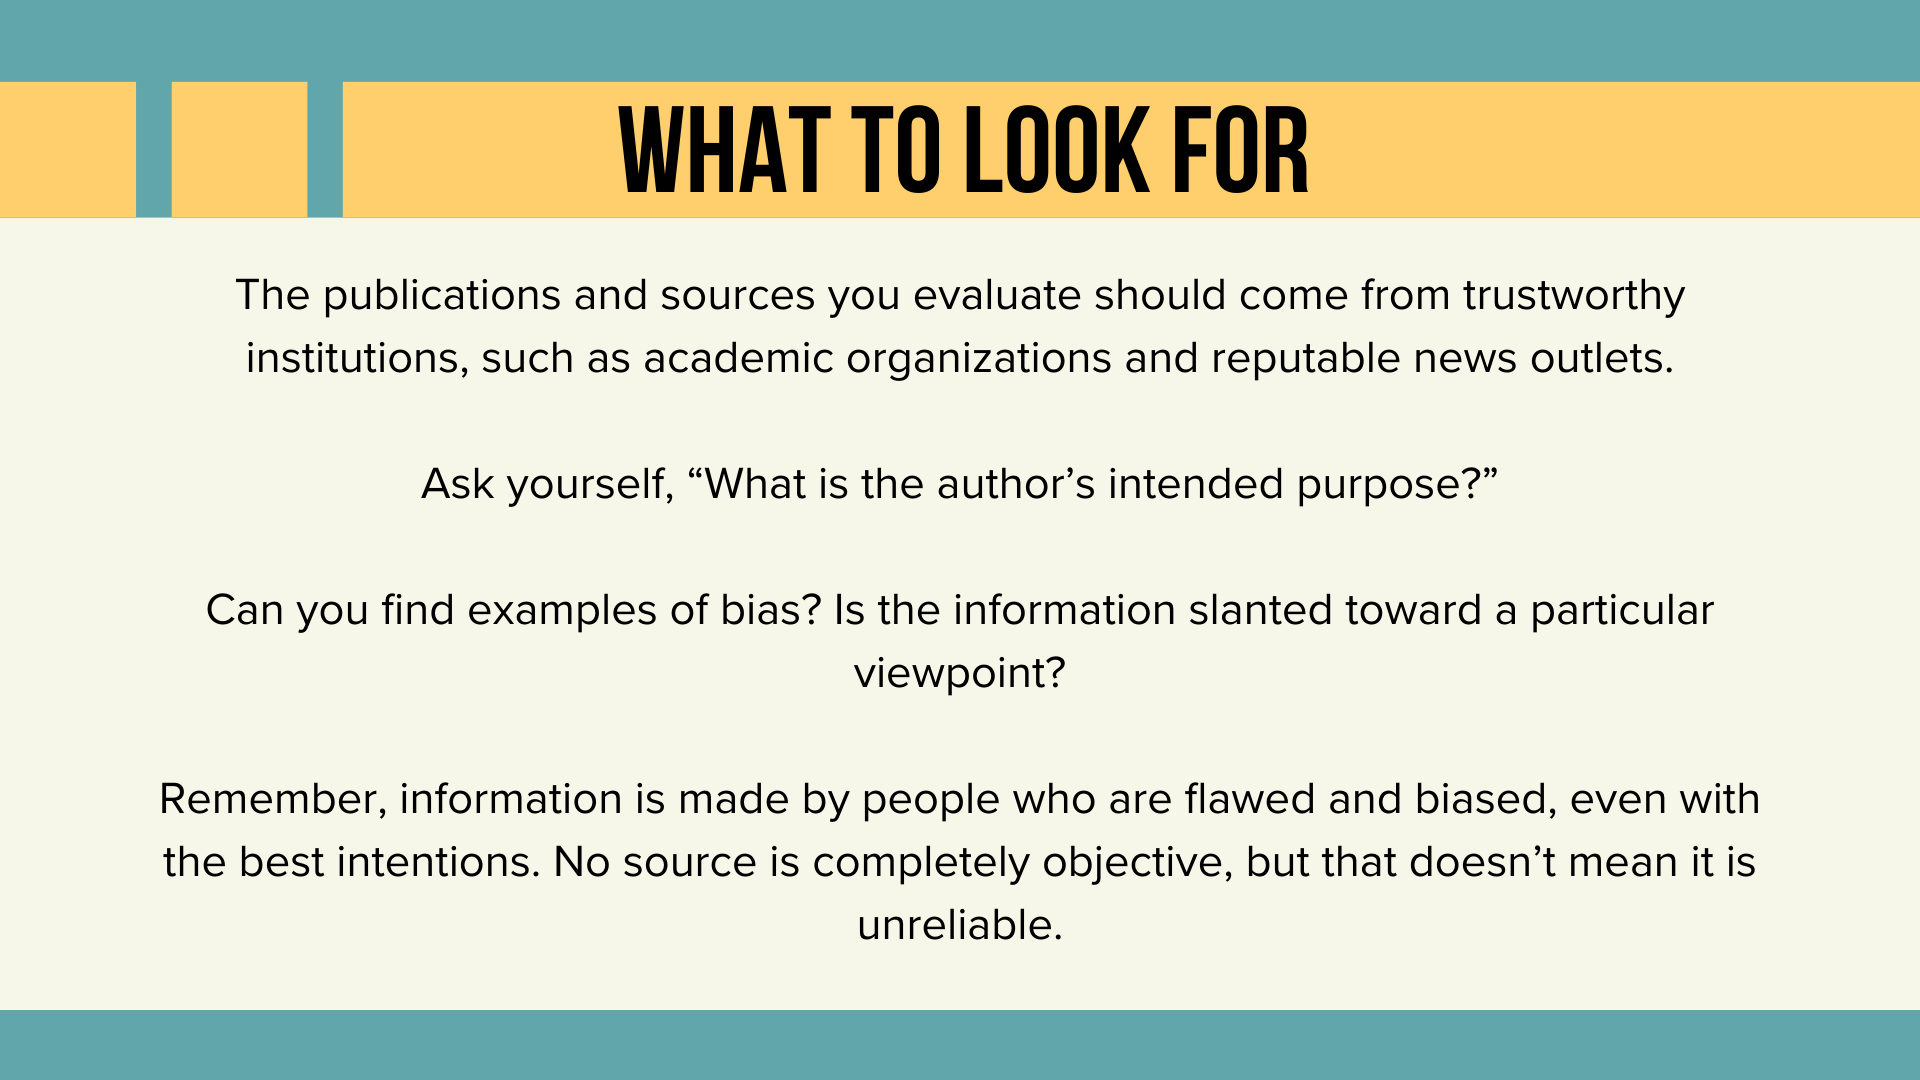 WHAT TO LOOK FOR
The publications and sources you evaluate should come from trustworthy
institutions, such as academic organizations and reputable news outlets.
Ask yourself, “What is the author’s intended purpose?”
Can you find examples of bias? Is the information slanted toward a particular
viewpoint?
Remember, information is made by people who are flawed and biased, even with
the best intentions. No source is completely objective, but that doesn’t mean it is
unreliable.